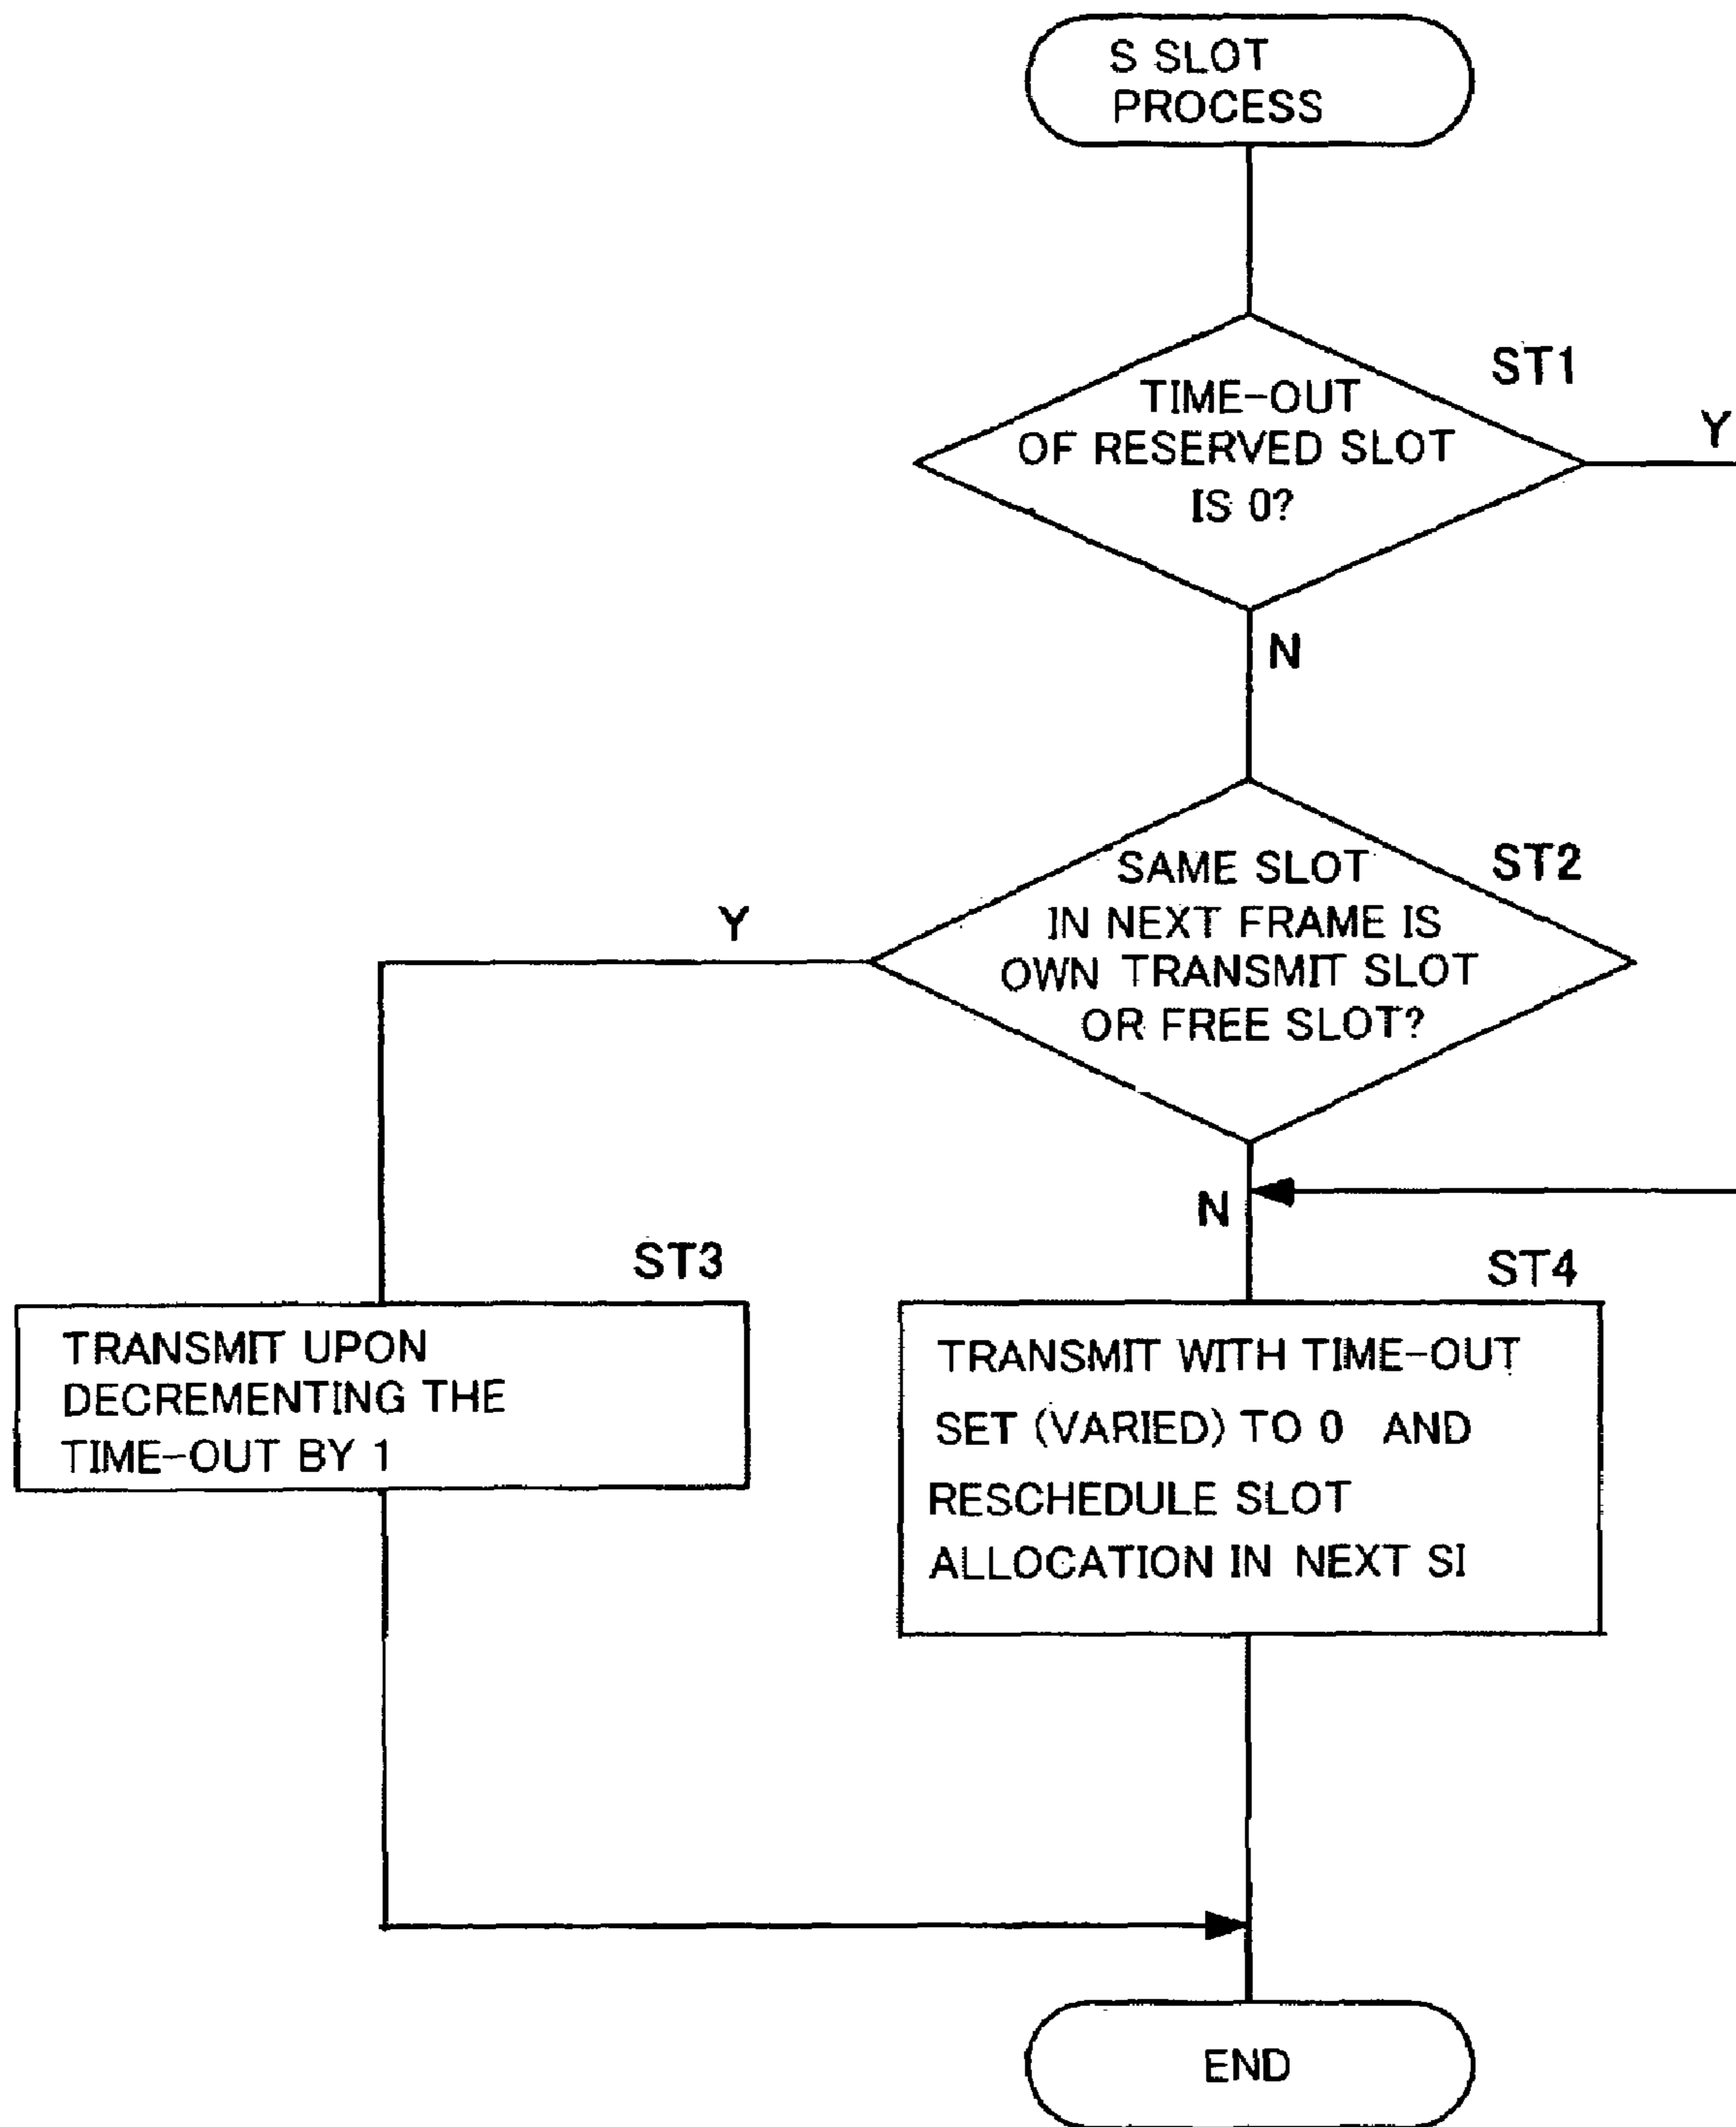 S SLOT
PROCESS
ST1
TIME-OUT
OF RESERVED SLOT
IS 0?
Y
N
ST2
SAME SLOT
IN NEXT FRAME IS
OWN TRANSMIT SLOT
OR FREE SLOT?
Y
N
ST3
TRANSMIT UPON
DECREMENTING THE
TIME-OUT BY 1
ST4
TRANSMIT WITH TIME-OUT
SET (VARIED) TO 0 AND
RESCHEDULE SLOT
ALLOCATION IN NEXT SI
END